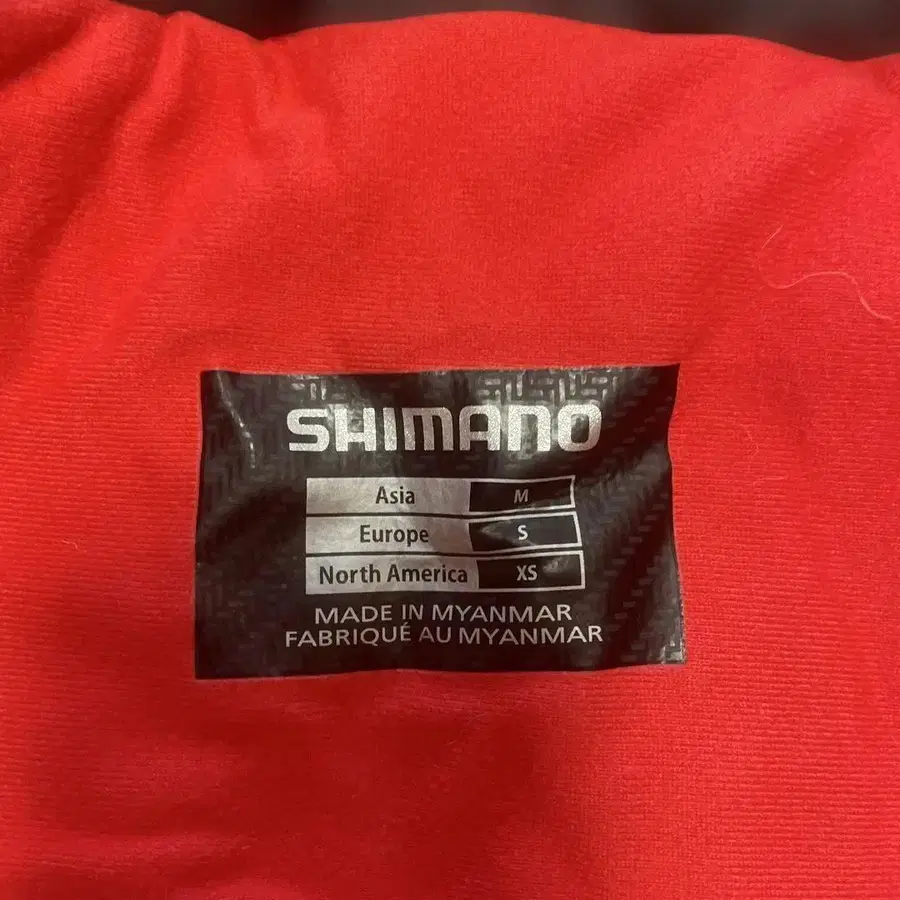 SHIMANO
Asia M
Europe S
North America XS
MADE IN MYANMAR
FABRIQUÉ AU MYANMAR